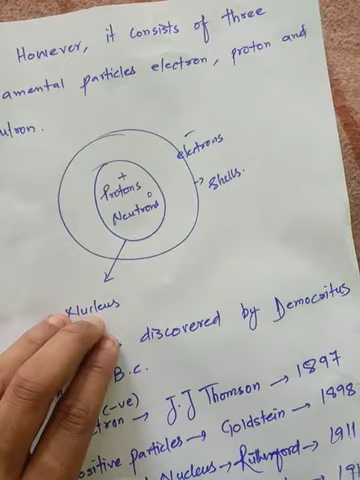 However, it consists of three
amental particles electron, proton and
utron.
electrons
shells.
+
Protons
Neutrons
Nucleus
discovered by Democritus
B.C.
(-ve)
ctron → J.J Thomson → 1897
ositive particles → Goldstein → 1898
Nucleus → Rutherford → 1911